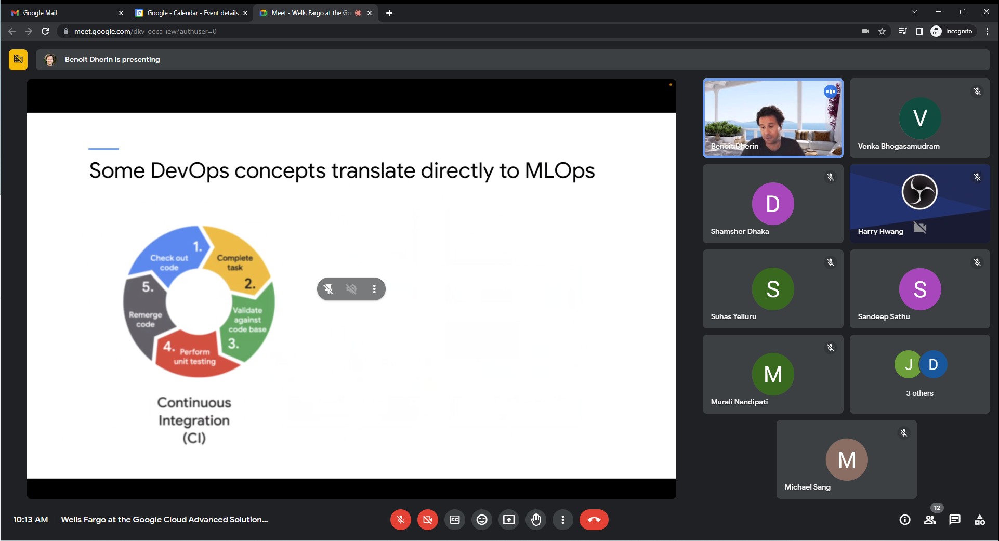 Google Mail
Google - Calendar - Event details
Meet - Wells Fargo at the Go
meet.google.com/dkv-oeca-iew?authuser=0
Incognito
Benoit Dherin is presenting
Some DevOps concepts translate directly to MLOps
1.
Check out
code
Complete
task
2.
Validate
against
code base
3.
4.
Perform
unit testing
5.
Remerge
code
Continuous
Integration
(CI)
Benoit Dherin
V
Venka Bhogasamudram
D
Shamsher Dhaka
Harry Hwang
S
Suhas Yelluru
S
Sandeep Sathu
M
Murali Nandipati
J
D
3 others
M
Michael Sang
10:13 AM | Wells Fargo at the Google Cloud Advanced Solution...
CC
12